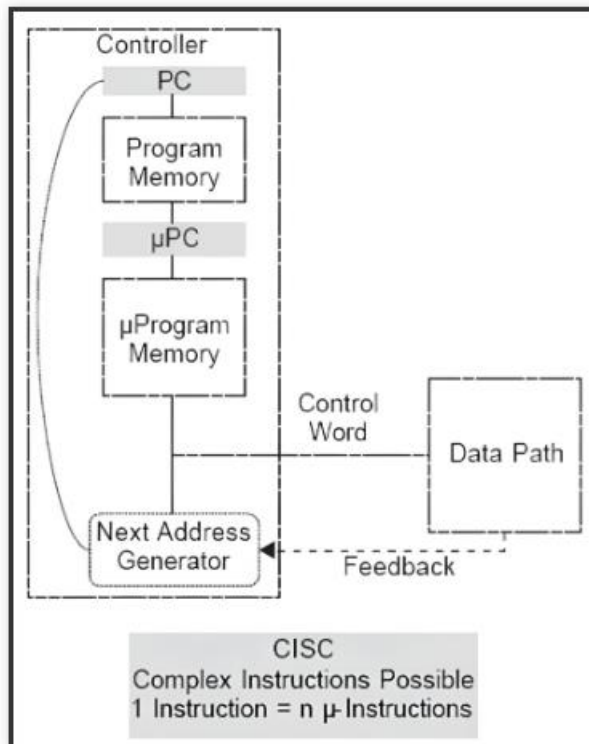 Controller
PC
Program
Memory
µPC
µProgram
Memory
Control
Word
Data Path
Next Address
Generator
Feedback
CISC
Complex Instructions Possible
1 Instruction = n µ-Instructions